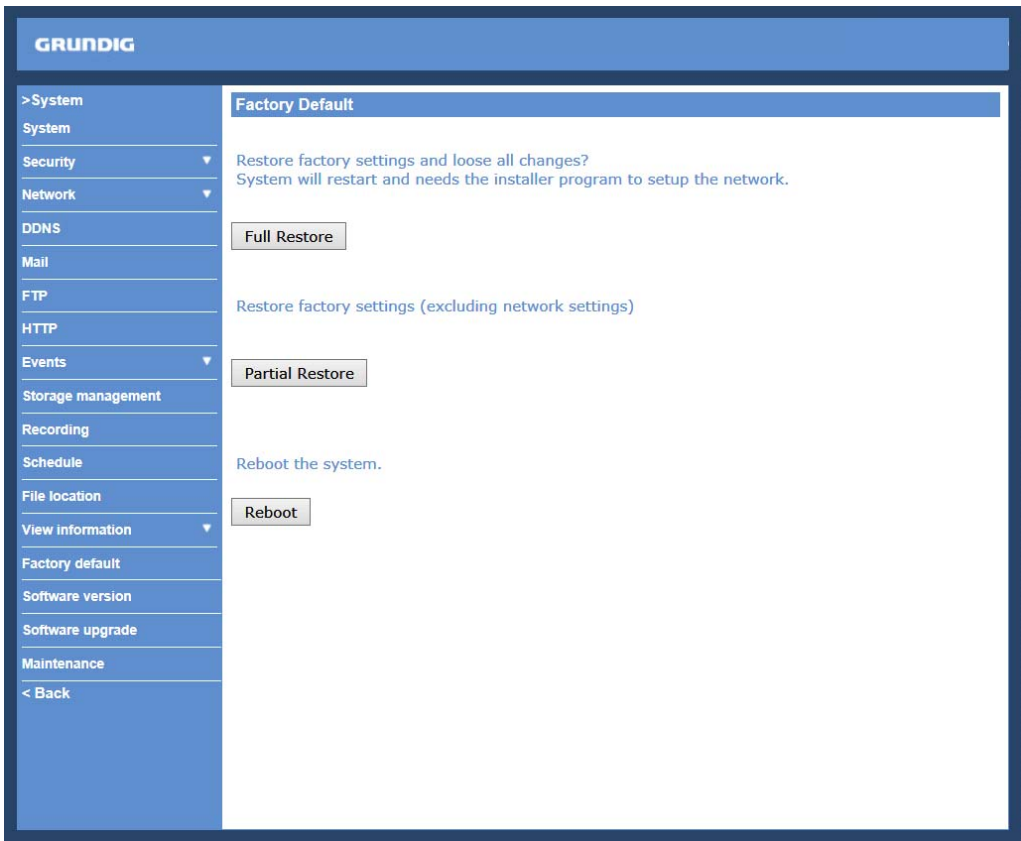 GRUNDIG
>System
System
Security
Network
DDNS
Mail
FTP
HTTP
Events
Storage management
Recording
Schedule
File location
View information
Factory default
Software version
Software upgrade
Maintenance
< Back
Factory Default
Restore factory settings and loose all changes?
System will restart and needs the installer program to setup the network.
Full Restore
Restore factory settings (excluding network settings)
Partial Restore
Reboot the system.
Reboot